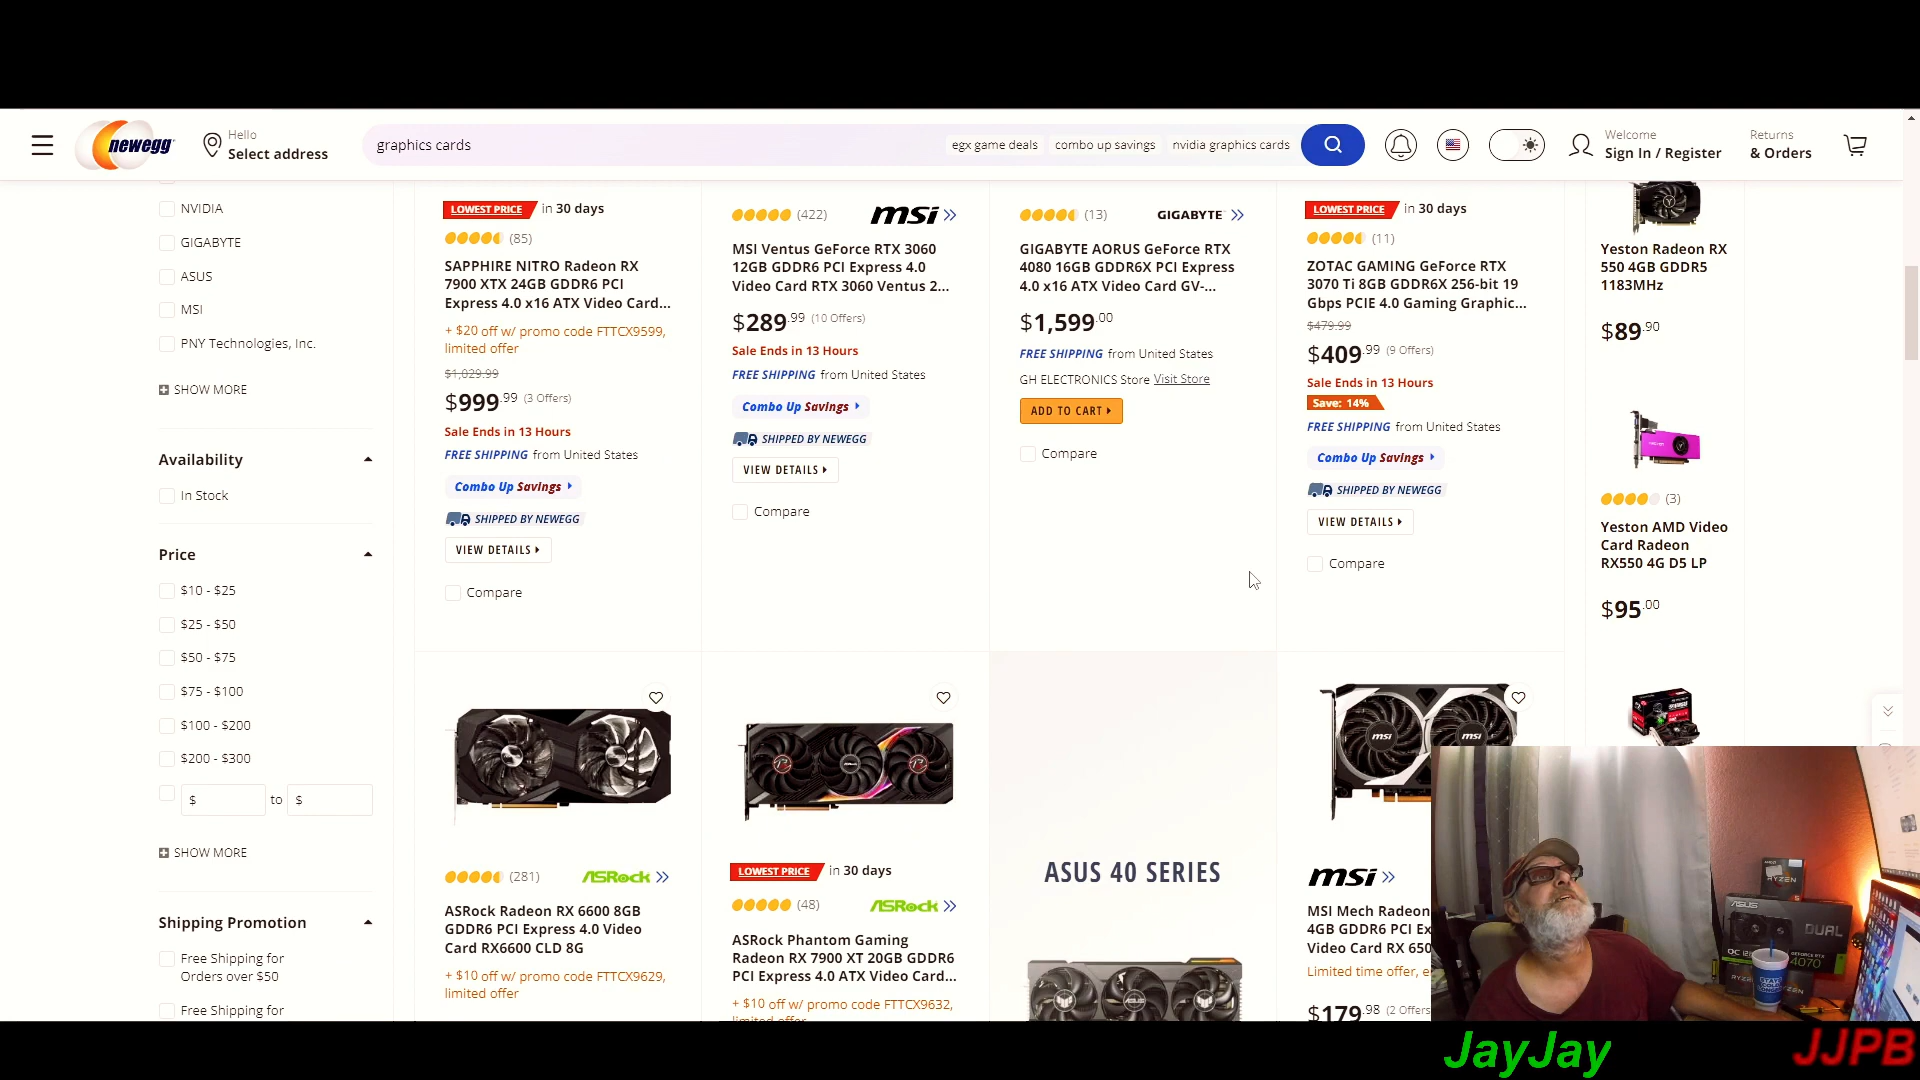 newegg
Hello
Select address
graphics cards
egx game deals
combo up savings
nvidia graphics cards
Welcome
Sign In / Register
Returns
& Orders
NVIDIA
GIGABYTE
ASUS
MSI
PNY Technologies, Inc.
SHOW MORE
Availability
In Stock
Price
$10 - $25
$25 - $50
$50 - $75
$75 - $100
$100 - $200
$200 - $300
$ to $
SHOW MORE
Shipping Promotion
Free Shipping for
Orders over $50
Free Shipping for
LOWEST PRICE in 30 days
(85)
SAPPHIRE NITRO Radeon RX
7900 XTX 24GB GDDR6 PCI
Express 4.0 x16 ATX Video Card...
+ $20 off w/ promo code FTTCX9599,
limited offer
$1,029.99
$999.99 (3 Offers)
Sale Ends in 13 Hours
FREE SHIPPING from United States
Combo Up Savings
SHIPPED BY NEWEGG
VIEW DETAILS
Compare
(422) msi
MSI Ventus GeForce RTX 3060
12GB GDDR6 PCI Express 4.0
Video Card RTX 3060 Ventus 2...
$289.99 (10 Offers)
Sale Ends in 13 Hours
FREE SHIPPING from United States
Combo Up Savings
SHIPPED BY NEWEGG
VIEW DETAILS
Compare
(13) GIGABYTE
GIGABYTE AORUS GeForce RTX
4080 16GB GDDR6X PCI Express
4.0 x16 ATX Video Card GV-...
$1,599.00
FREE SHIPPING from United States
GH ELECTRONICS Store Visit Store
ADD TO CART
Compare
LOWEST PRICE in 30 days
(11)
ZOTAC GAMING GeForce RTX
3070 Ti 8GB GDDR6X 256-bit 19
Gbps PCIE 4.0 Gaming Graphic...
$479.99
$409.99 (9 Offers)
Sale Ends in 13 Hours
Save: 14%
FREE SHIPPING from United States
Combo Up Savings
SHIPPED BY NEWEGG
VIEW DETAILS
Compare
Yeston Radeon RX
550 4GB GDDR5
1183MHz
$89.90
(3)
Yeston AMD Video
Card Radeon
RX550 4G D5 LP
$95.00
(281) ASRock
ASRock Radeon RX 6600 8GB
GDDR6 PCI Express 4.0 Video
Card RX6600 CLD 8G
+ $10 off w/ promo code FTTCX9629,
limited offer
ASRock
LOWEST PRICE in 30 days
(48) ASRock
ASRock Phantom Gaming
Radeon RX 7900 XT 20GB GDDR6
PCI Express 4.0 ATX Video Card...
+ $10 off w/ promo code FTTCX9632,
limited offer
ASUS 40 SERIES
msi msi
msi
MSI Mech Radeon
4GB GDDR6 PCI Ex
Video Card RX 650
Limited time offer, e
$179.98 (2 Offers
RYZEN
ASUS
DUAL
4070
JayJay
JJPB